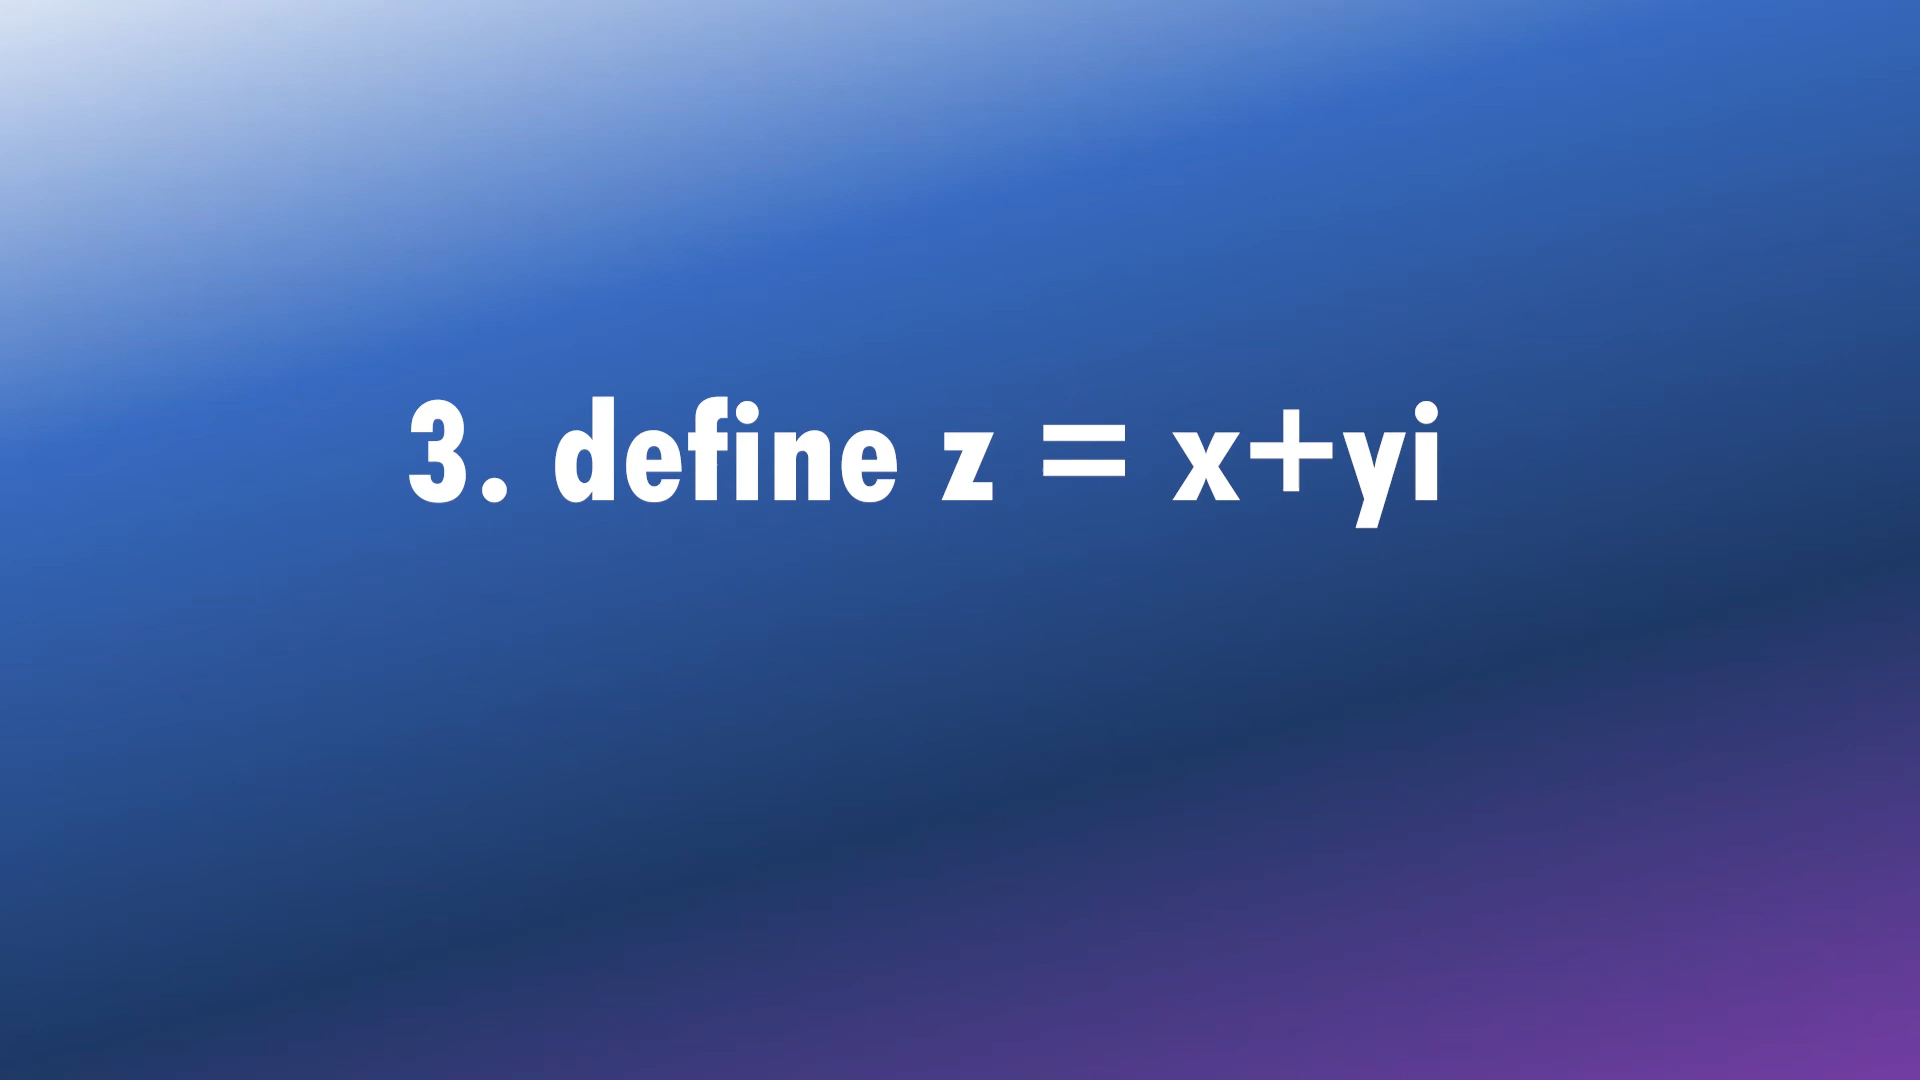 3. define z = x+yi